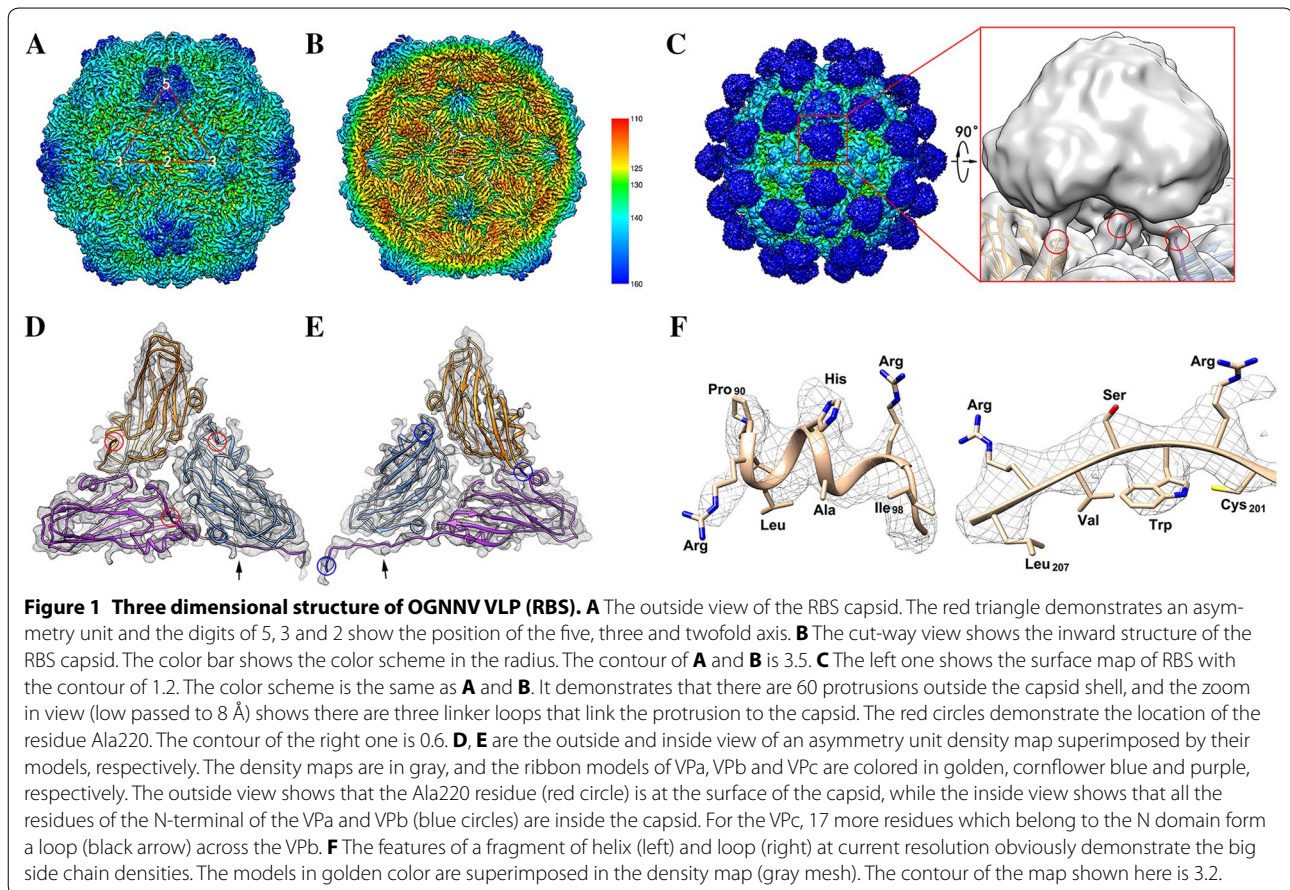 A
B
C
5
3
2
3
110
125
130
140
160
90°
D
E
F
Pro 90
His
Arg
Arg
Leu
Ala
Ile 98
Arg
Ser
Arg
Val
Trp
Cys 201
Leu 207
Figure 1 Three dimensional structure of OGNNV VLP (RBS). A The outside view of the RBS capsid. The red triangle demonstrates an asym-
metry unit and the digits of 5, 3 and 2 show the position of the five, three and twofold axis. B The cut-way view shows the inward structure of the
RBS capsid. The color bar shows the color scheme in the radius. The contour of A and B is 3.5. C The left one shows the surface map of RBS with
the contour of 1.2. The color scheme is the same as A and B. It demonstrates that there are 60 protrusions outside the capsid shell, and the zoom
in view (low passed to 8 Å) shows there are three linker loops that link the protrusion to the capsid. The red circles demonstrate the location of the
residue Ala220. The contour of the right one is 0.6. D, E are the outside and inside view of an asymmetry unit density map superimposed by their
models, respectively. The density maps are in gray, and the ribbon models of VPa, VPb and VPc are colored in golden, cornflower blue and purple,
respectively. The outside view shows that the Ala220 residue (red circle) is at the surface of the capsid, while the inside view shows that all the
residues of the N-terminal of the VPa and VPb (blue circles) are inside the capsid. For the VPc, 17 more residues which belong to the N domain form
a loop (black arrow) across the VPb. F The features of a fragment of helix (left) and loop (right) at current resolution obviously demonstrate the big
side chain densities. The models in golden color are superimposed in the density map (gray mesh). The contour of the map shown here is 3.2.